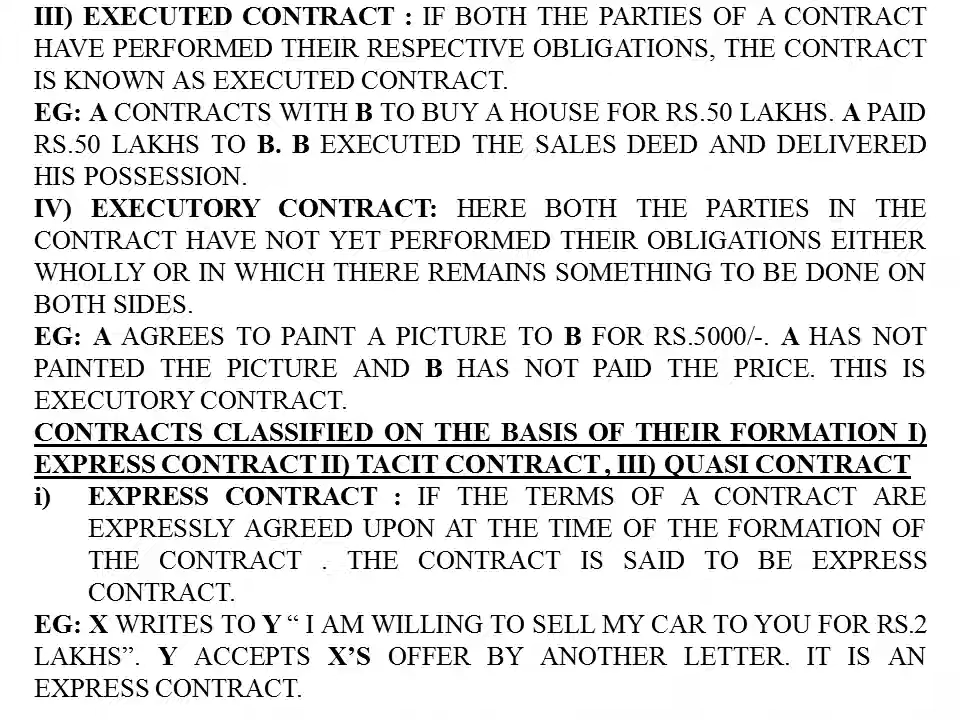 III) EXECUTED CONTRACT : IF BOTH THE PARTIES OF A CONTRACT
HAVE PERFORMED THEIR RESPECTIVE OBLIGATIONS, THE CONTRACT
IS KNOWN AS EXECUTED CONTRACT.
EG: A CONTRACTS WITH B TO BUY A HOUSE FOR RS.50 LAKHS. A PAID
RS.50 LAKHS TO B. B EXECUTED THE SALES DEED AND DELIVERED
HIS POSSESSION.
IV) EXECUTORY CONTRACT: HERE BOTH THE PARTIES IN THE
CONTRACT HAVE NOT YET PERFORMED THEIR OBLIGATIONS EITHER
WHOLLY OR IN WHICH THERE REMAINS SOMETHING TO BE DONE ON
BOTH SIDES.
EG: A AGREES TO PAINT A PICTURE TO B FOR RS.5000/-. A HAS NOT
PAINTED THE PICTURE AND B HAS NOT PAID THE PRICE. THIS IS
EXECUTORY CONTRACT.
CONTRACTS CLASSIFIED ON THE BASIS OF THEIR FORMATION I)
EXPRESS CONTRACT II) TACIT CONTRACT , III) QUASI CONTRACT
i) EXPRESS CONTRACT : IF THE TERMS OF A CONTRACT ARE
EXPRESSLY AGREED UPON AT THE TIME OF THE FORMATION OF
THE CONTRACT . THE CONTRACT IS SAID TO BE EXPRESS
CONTRACT.
EG: X WRITES TO Y “ I AM WILLING TO SELL MY CAR TO YOU FOR RS.2
LAKHS”. Y ACCEPTS X’S OFFER BY ANOTHER LETTER. IT IS AN
EXPRESS CONTRACT.